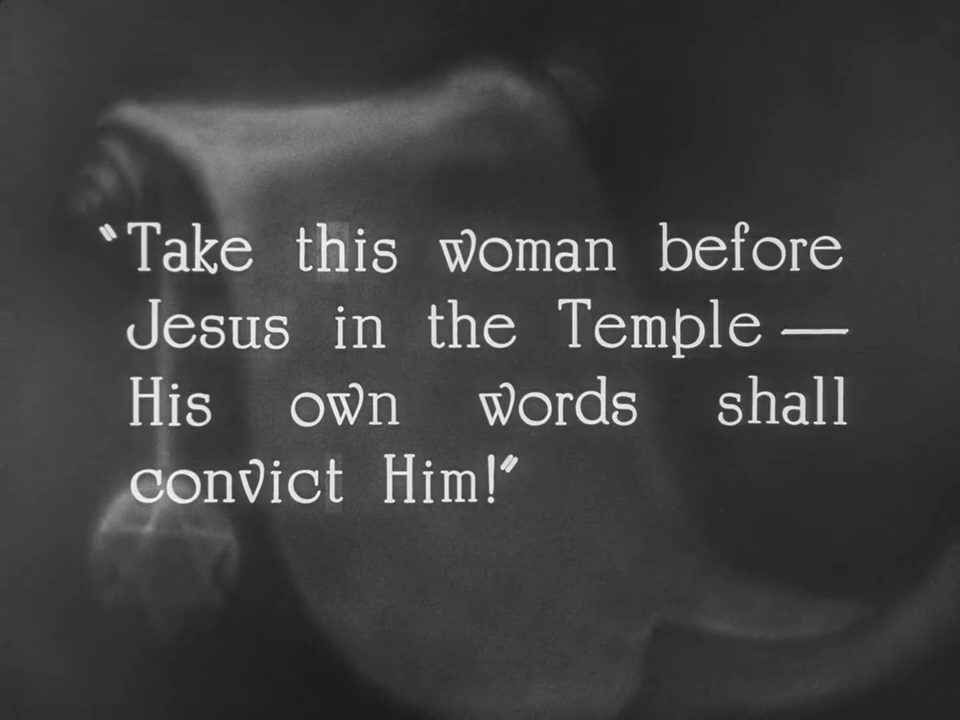 "Take this woman before
Jesus in the Temple —
His own words shall
convict Him!"